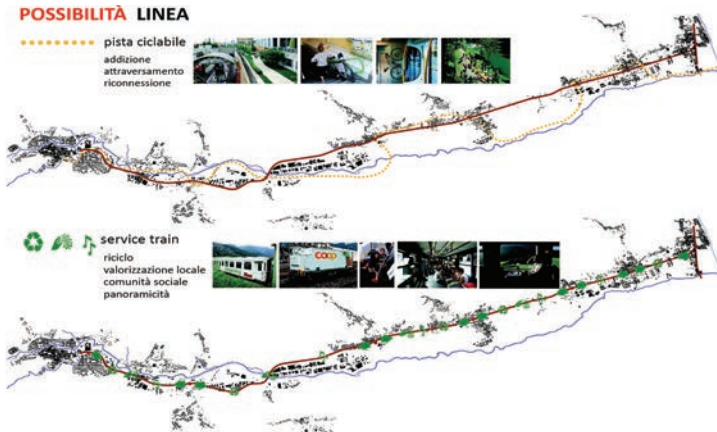 POSSIBILITÀ LINEA
pista ciclabile
addizione
attraversamento
riconnessione
service train
riciclo
valorizzazione locale
comunità sociale
panoramicità
COOP